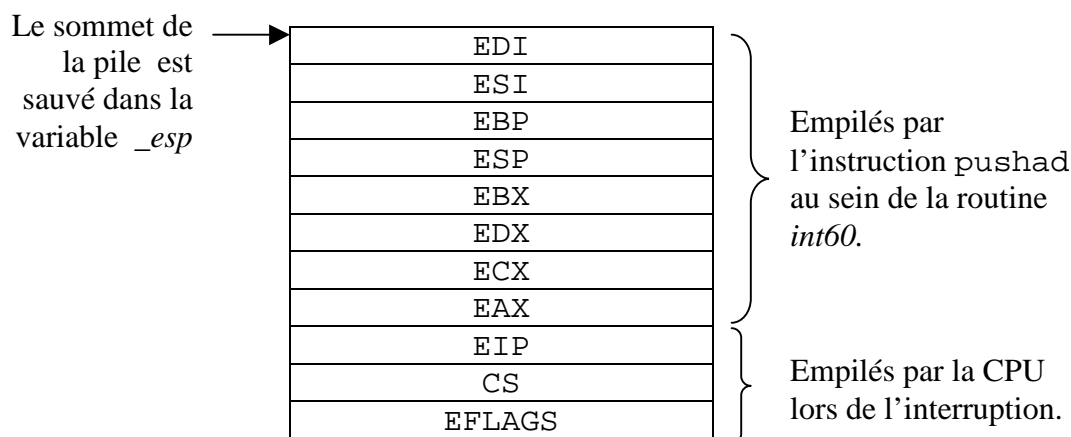 Le sommet de
la pile est
sauvé dans la
variable _esp
EDI
ESI
EBP
ESP
EBX
EDX
ECX
EAX
EIP
CS
EFLAGS
Empilés par
l’instruction pushad
au sein de la routine
int60.
Empilés par la CPU
lors de l’interruption.